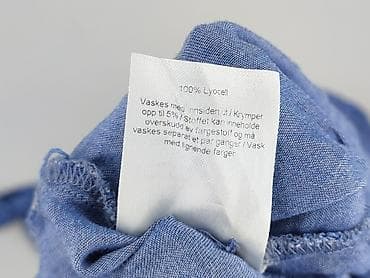 100% Lyocell
Vaskes med innsiden ut / Krymper
opp til 5% / Stoffet kan inneholde
overskudd av fargestoff og må
vaskes separat et par ganger / Vask
med lignende farger